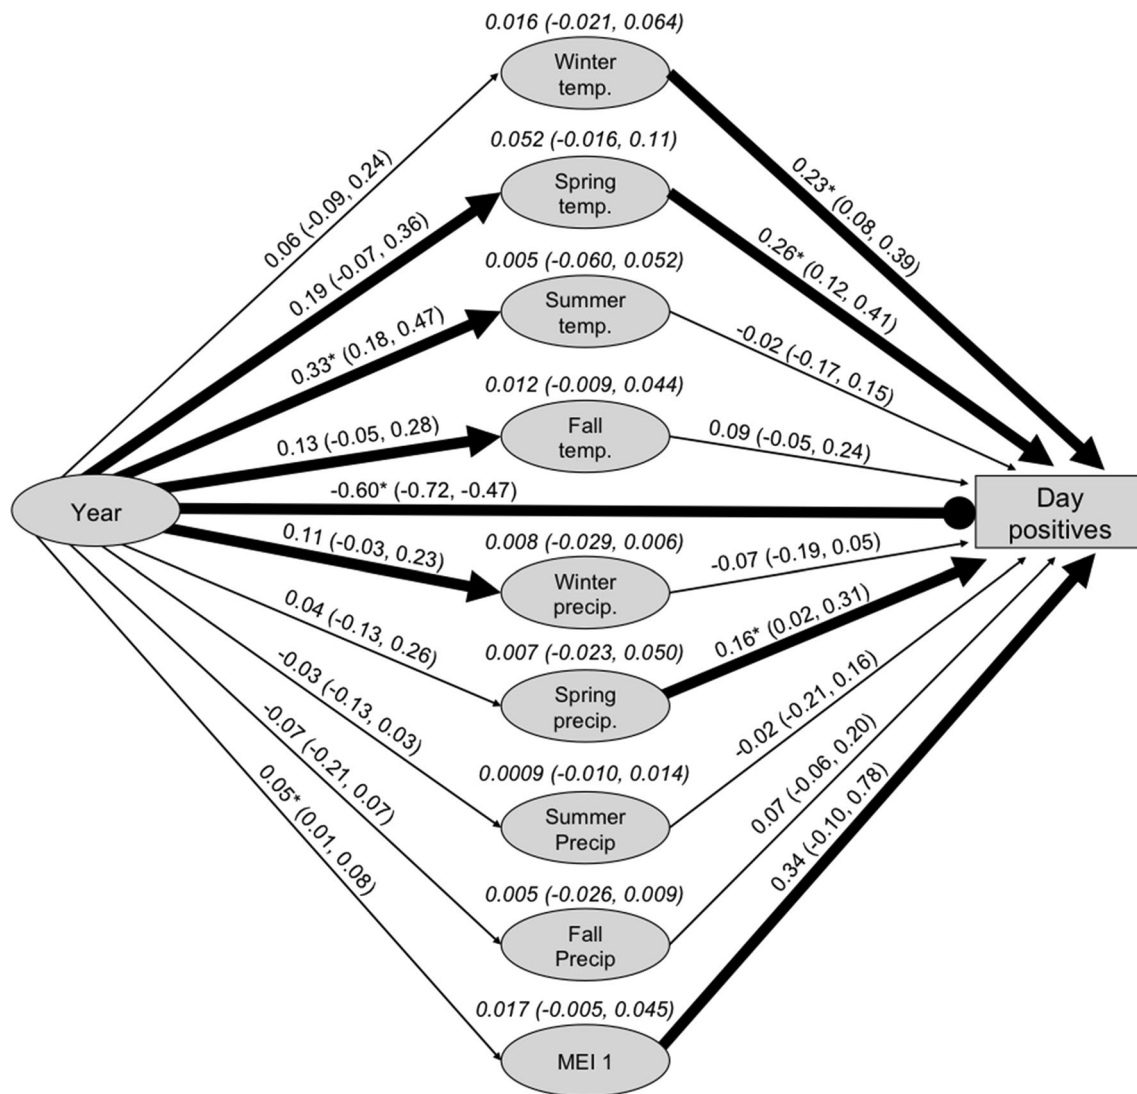 0.016 (-0.021, 0.064)
Winter
temp.
0.06 (-0.09, 0.24)
0.23* (0.08, 0.39)
0.052 (-0.016, 0.11)
Spring
temp.
0.19 (-0.07, 0.36)
0.26* (0.12, 0.41)
0.005 (-0.060, 0.052)
Summer
temp.
0.33* (0.18, 0.47)
-0.02 (-0.17, 0.15)
0.012 (-0.009, 0.044)
Fall
temp.
0.13 (-0.05, 0.28)
0.09 (-0.05, 0.24)
Year
-0.60* (-0.72, -0.47)
Day
positives
0.11 (-0.03, 0.23)
0.008 (-0.029, 0.006)
Winter
precip.
-0.07 (-0.19, 0.05)
0.04 (-0.13, 0.26)
0.007 (-0.023, 0.050)
Spring
precip.
0.16* (0.02, 0.31)
-0.03 (-0.13, 0.03)
0.0009 (-0.010, 0.014)
Summer
Precip
-0.02 (-0.21, 0.16)
-0.07 (-0.21, 0.07)
0.005 (-0.026, 0.009)
Fall
Precip
0.07 (-0.06, 0.20)
0.05* (0.01, 0.08)
0.017 (-0.005, 0.045)
MEI 1
0.34 (-0.10, 0.78)